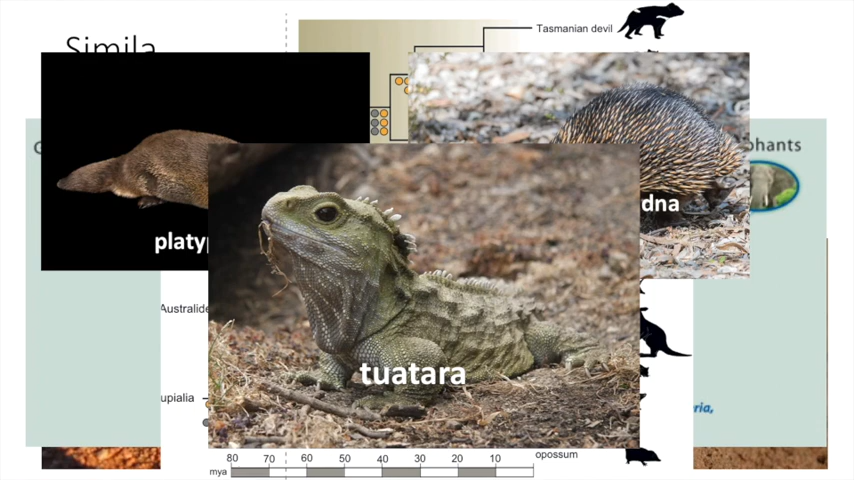 Tasmanian devil
Simila
phants
dna
platyp
Australide
tuatara
upialia
ria,
opossum
80 70 60 50 40 30 20 10
mya